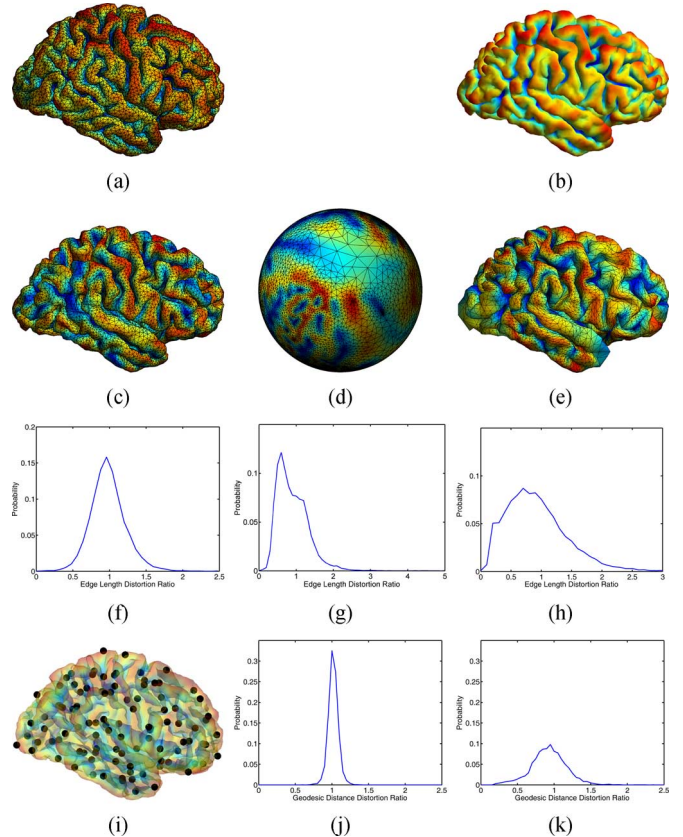 (a) (b)
(c) (d) (e)
0.2
0.15
0.1
0.05
0
Probability
0 0.5 1 1.5 2 2.5
Edge Length Distortion Ratio
(f)
0.1
0.05
0
Probability
0 1 2 3 4 5
Edge Length Distortion Ratio
(g)
0.1
0.05
0
Probability
0 0.5 1 1.5 2 2.5 3
Edge Length Distortion Ratio
(h)
(i)
0.3
0.25
0.2
0.15
0.1
0.05
0
Probability
0 0.5 1 1.5 2 2.5
Geodesic Distance Distortion Ratio
(j)
0.3
0.25
0.2
0.15
0.1
0.05
0
Probability
0 0.5 1 1.5 2 2.5
Geodesic Distance Distortion Ratio
(k)